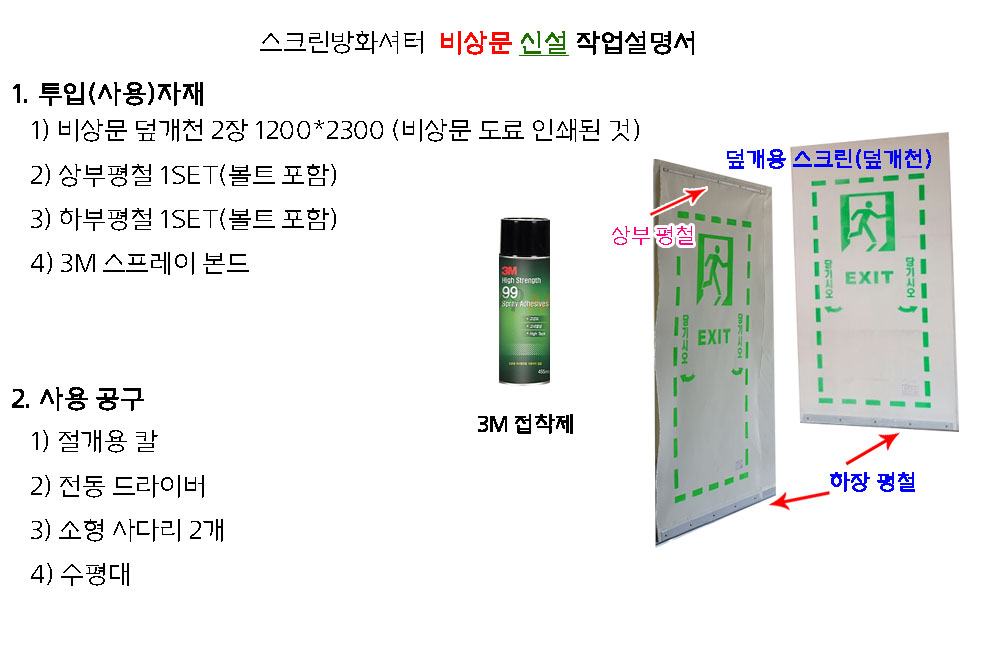 스크린방화셔터 비상문 신설 작업설명서
1. 투입(사용)자재
1) 비상문 덮개천 2장 1200*2300 (비상문 도료 인쇄된 것)
2) 상부평철 1SET(볼트 포함)
3) 하부평철 1SET(볼트 포함)
4) 3M 스프레이 본드
덮개용 스크린(덮개천)
상부 평철
EXIT
당기시오
당기시오
EXIT
당기시오
당기시오
3M
High Strength
99
Spray Adhesives
High Tack
3M 접착제
하장 평철
2. 사용 공구
1) 절개용 칼
2) 전동 드라이버
3) 소형 사다리 2개
4) 수평대